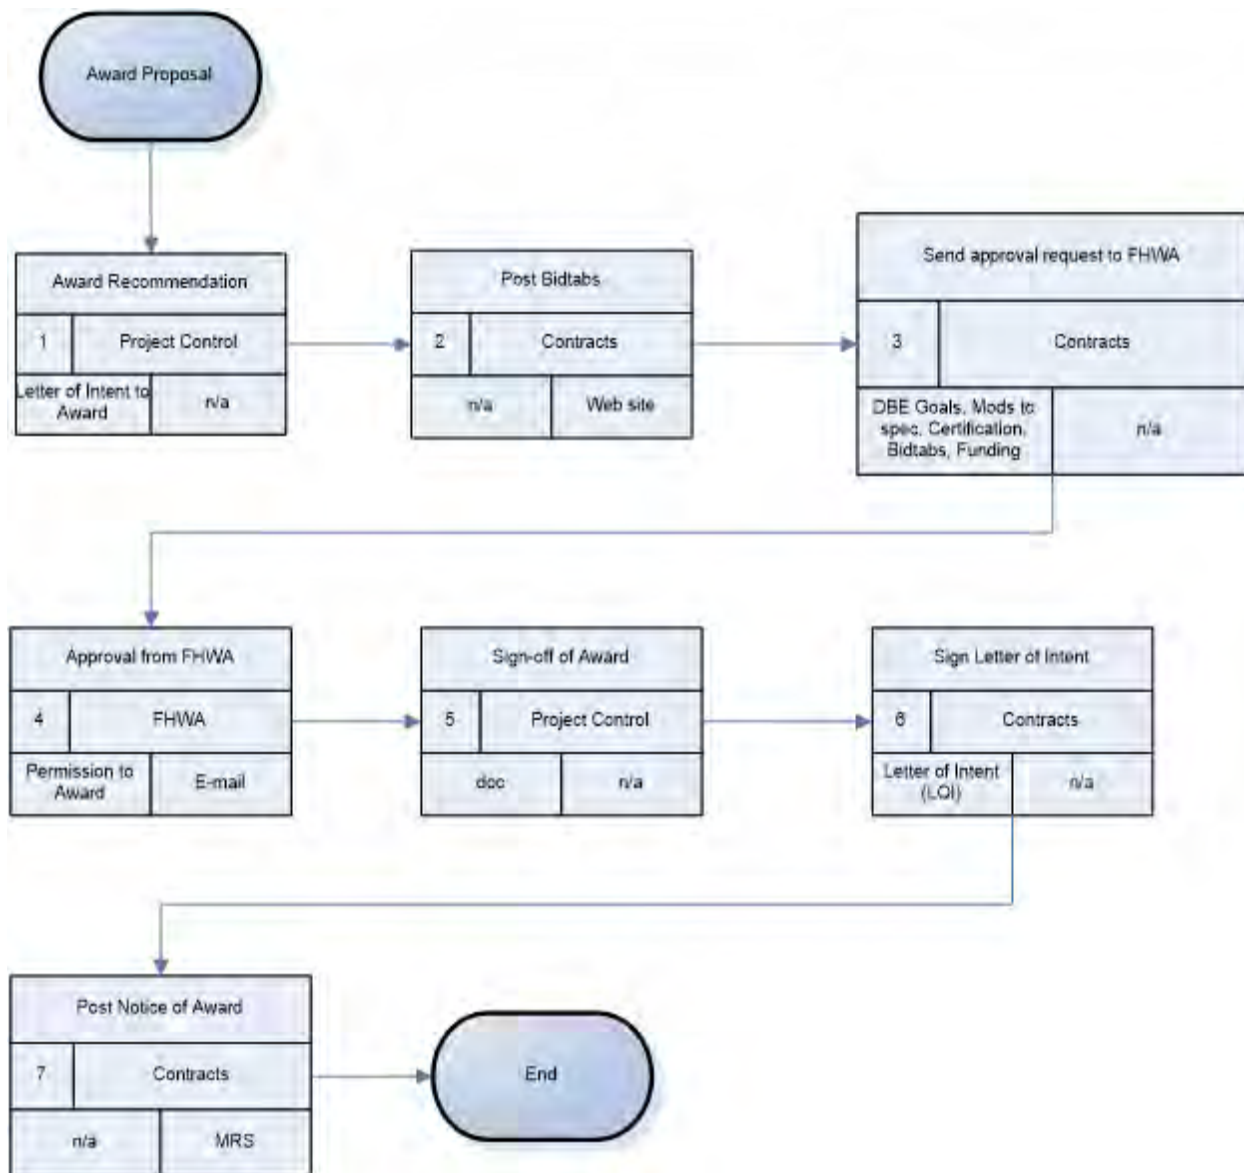 Award Proposal
Award Recommendation
1
Project Control
Letter of Intent to
Award
n/a
Post Bidtabs
2
Contracts
n/a
Web site
Send approval request to FHWA
3
Contracts
DBE Goals, Mods to
spec, Certification,
Bidtabs, Funding
n/a
Approval from FHWA
4
FHWA
Permission to
Award
E-mail
Sign-off of Award
5
Project Control
doc
n/a
Sign Letter of Intent
6
Contracts
Letter of Intent
(LOI)
n/a
Post Notice of Award
7
Contracts
n/a
MRS
End